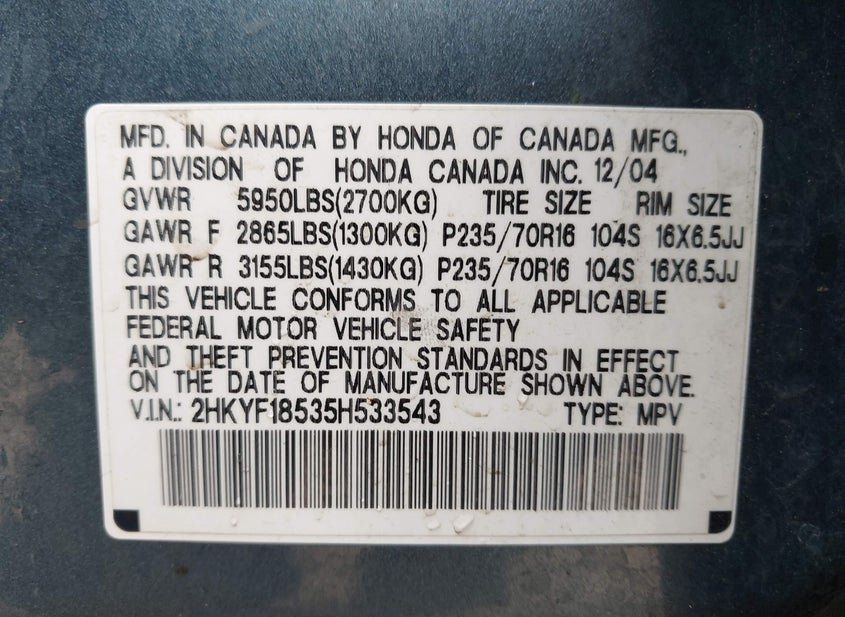 MFD. IN CANADA BY HONDA OF CANADA MFG.,
A DIVISION OF HONDA CANADA INC. 12/04
GVWR 5950LBS(2700KG) TIRE SIZE RIM SIZE
GAWR F 2865LBS(1300KG) P235/70R16 104S 16X6.5JJ
GAWR R 3155LBS(1430KG) P235/70R16 104S 16X6.5JJ
THIS VEHICLE CONFORMS TO ALL APPLICABLE
FEDERAL MOTOR VEHICLE SAFETY
AND THEFT PREVENTION STANDARDS IN EFFECT
ON THE DATE OF MANUFACTURE SHOWN ABOVE.
V.I.N.: 2HKYF18535H533543 TYPE: MPV